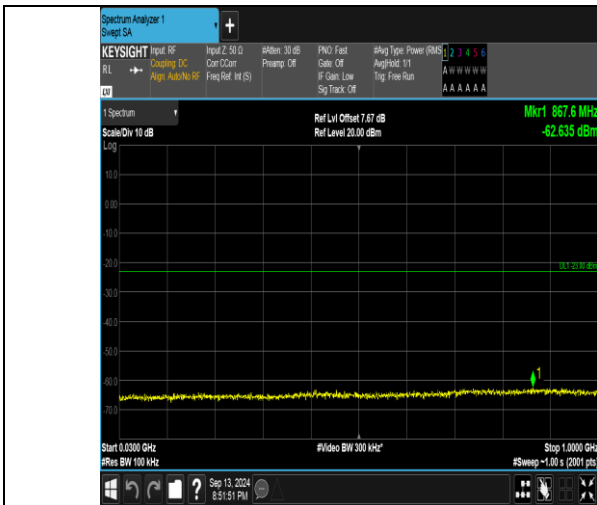 Spectrum Analyzer 1
Swept SA
+
KEYSIGHT
RL
LXI
Input: RF
Coupling: DC
Align: Auto/No RF
Input Z: 50 Ω
Corr CCorr
Freq Ref: Int (S)
#Atten: 30 dB
Preamp: Off
PNO: Fast
Gate: Off
IF Gain: Low
Sig Track: Off
#Avg Type: Power (RMS
Avg|Hold: 1/1
Trig: Free Run
1 2 3 4 5 6
A W W W W W
A A A A A A
1 Spectrum
Scale/Div 10 dB
Log
Ref Lvl Offset 7.67 dB
Ref Level 20.00 dBm
Mkr1 867.6 MHz
-62.635 dBm
10.0
0.00
-10.0
-20.0
DL1 -23.00 dBm
-30.0
-40.0
-50.0
-60.0
-70.0
1
Start 0.0300 GHz
#Res BW 100 kHz
#Video BW 300 kHz*
Stop 1.0000 GHz
#Sweep ~1.00 s (2001 pts)
?
Sep 13, 2024
8:51:51 PM